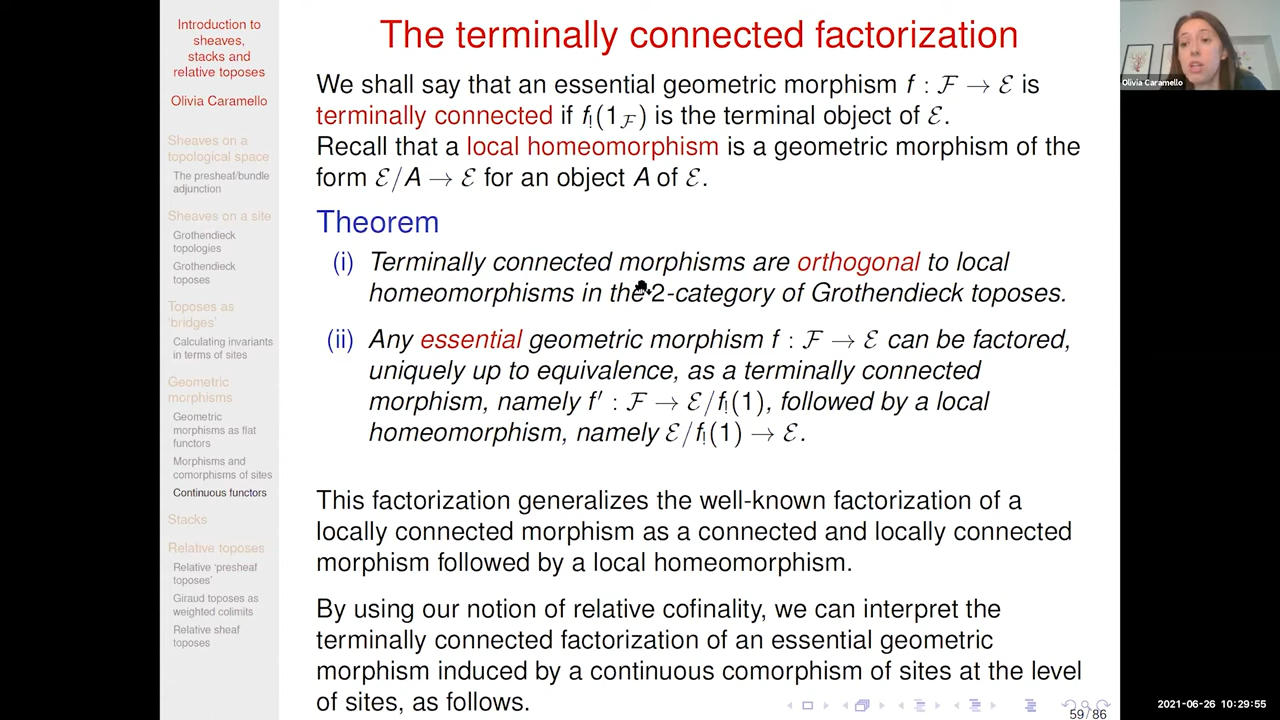 Introduction to
sheaves,
stacks and
relative toposes
Olivia Caramello
Sheaves on a
topological space
The presheaf/bundle
adjunction
Sheaves on a site
Grothendieck
topologies
Grothendieck
toposes
Toposes as
‘bridges’
Calculating invariants
in terms of sites
Geometric
morphisms
Geometric
morphisms as flat
functors
Morphisms and
comorphisms of sites
Continuous functors
Stacks
Relative toposes
Relative ‘presheaf
toposes’
Giraud toposes as
weighted colimits
Relative sheaf
toposes
The terminally connected factorization
We shall say that an essential geometric morphism f : ℱ → ℰ is
terminally connected if f!(1ℱ) is the terminal object of ℰ.
Recall that a local homeomorphism is a geometric morphism of the
form ℰ/A → ℰ for an object A of ℰ.
Theorem
(i) Terminally connected morphisms are orthogonal to local
homeomorphisms in the 2-category of Grothendieck toposes.
(ii) Any essential geometric morphism f : ℱ → ℰ can be factored,
uniquely up to equivalence, as a terminally connected
morphism, namely f′ : ℱ → ℰ/f!(1), followed by a local
homeomorphism, namely ℰ/f!(1) → ℰ.
This factorization generalizes the well-known factorization of a
locally connected morphism as a connected and locally connected
morphism followed by a local homeomorphism.
By using our notion of relative cofinality, we can interpret the
terminally connected factorization of an essential geometric
morphism induced by a continuous comorphism of sites at the level
of sites, as follows.
59 / 86
Olivia Caramello
2021-06-26 10:29:55